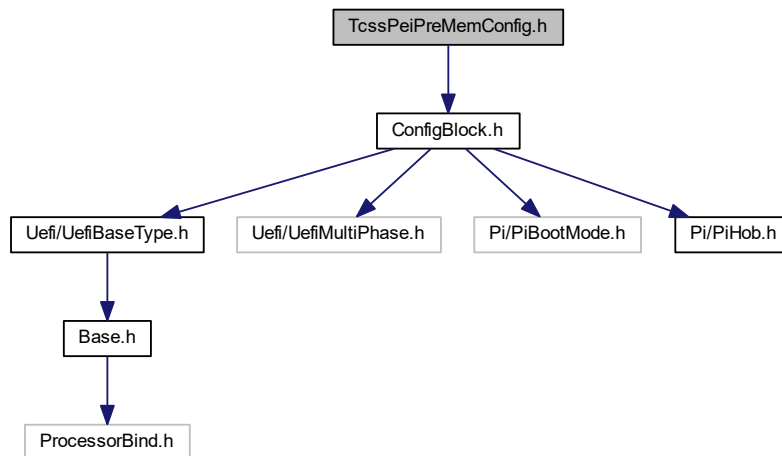 TcssPeiPreMemConfig.h
ConfigBlock.h
Uefi/UefiBaseType.h
Uefi/UefiMultiPhase.h
Pi/PiBootMode.h
Pi/PiHob.h
Base.h
ProcessorBind.h